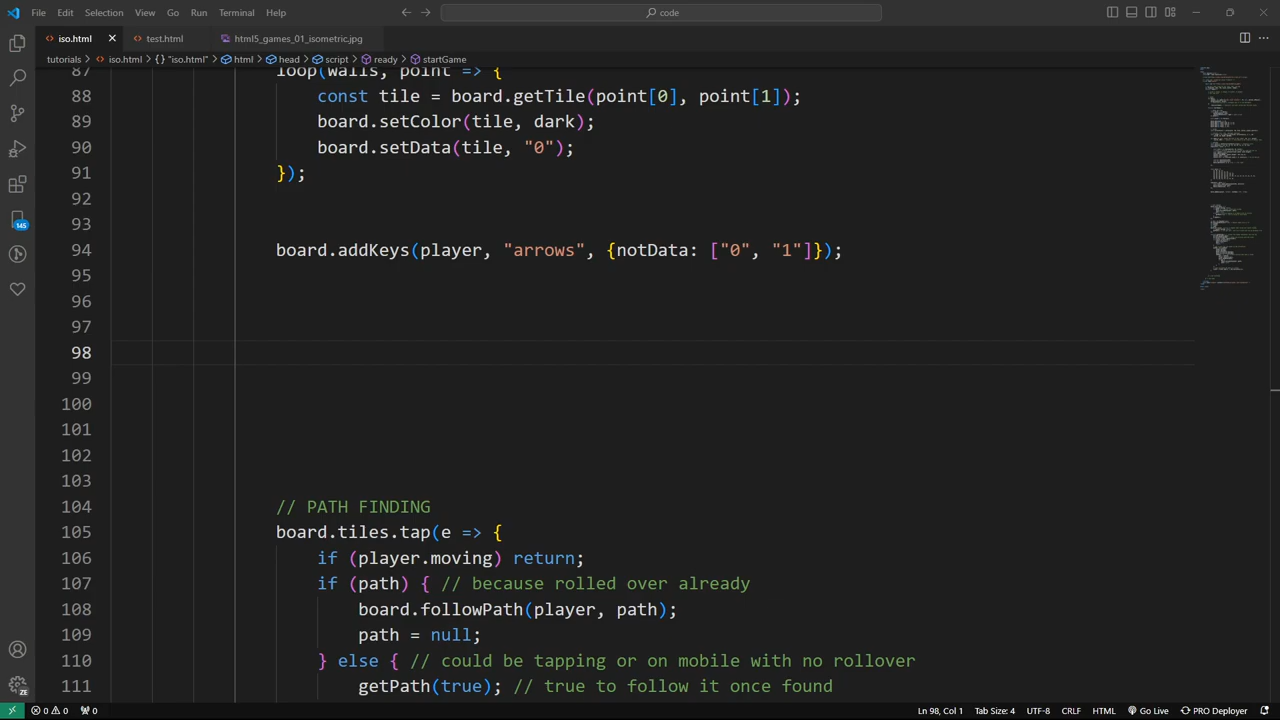 File Edit Selection View Go Run Terminal Help
code
iso.html
test.html
html5_games_01_isometric.jpg
tutorials > iso.html > {} "iso.html" > html > head > script > ready > startGame
87 loop(walls, point => {
88 const tile = board.getTile(point[0], point[1]);
89 board.setColor(tile, dark);
90 board.setData(tile, "0");
91 });
92
93
94 board.addKeys(player, "arrows", {notData: ["0", "1"]});
95
96
97
98
99
100
101
102
103
104 // PATH FINDING
105 board.tiles.tap(e => {
106 if (player.moving) return;
107 if (path) { // because rolled over already
108 board.followPath(player, path);
109 path = null;
110 } else { // could be tapping or on mobile with no rollover
111 getPath(true); // true to follow it once found
145
ZE
0 0 0 Ln 98, Col 1 Tab Size: 4 UTF-8 CRLF HTML Go Live PRO Deployer